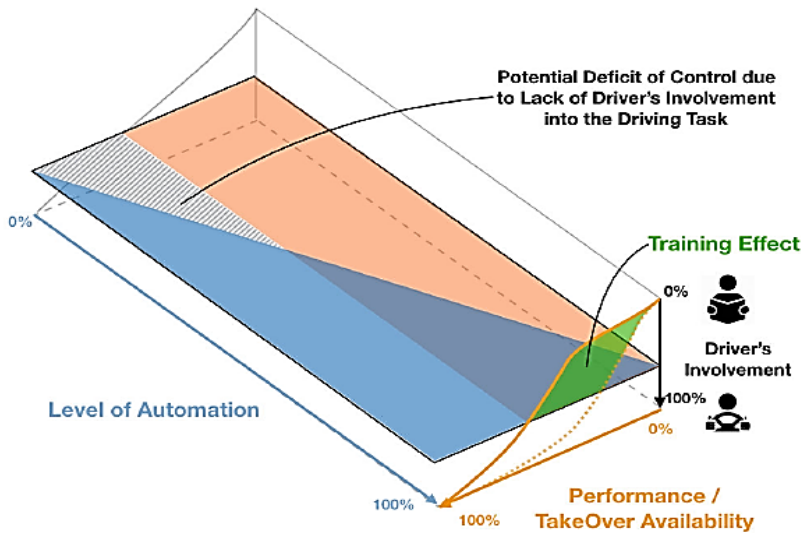 Potential Deficit of Control due
to Lack of Driver's Involvement
into the Driving Task
0%
Training Effect
0%
Driver's
Involvement
100%
0%
Level of Automation
100%
100%
Performance /
TakeOver Availability